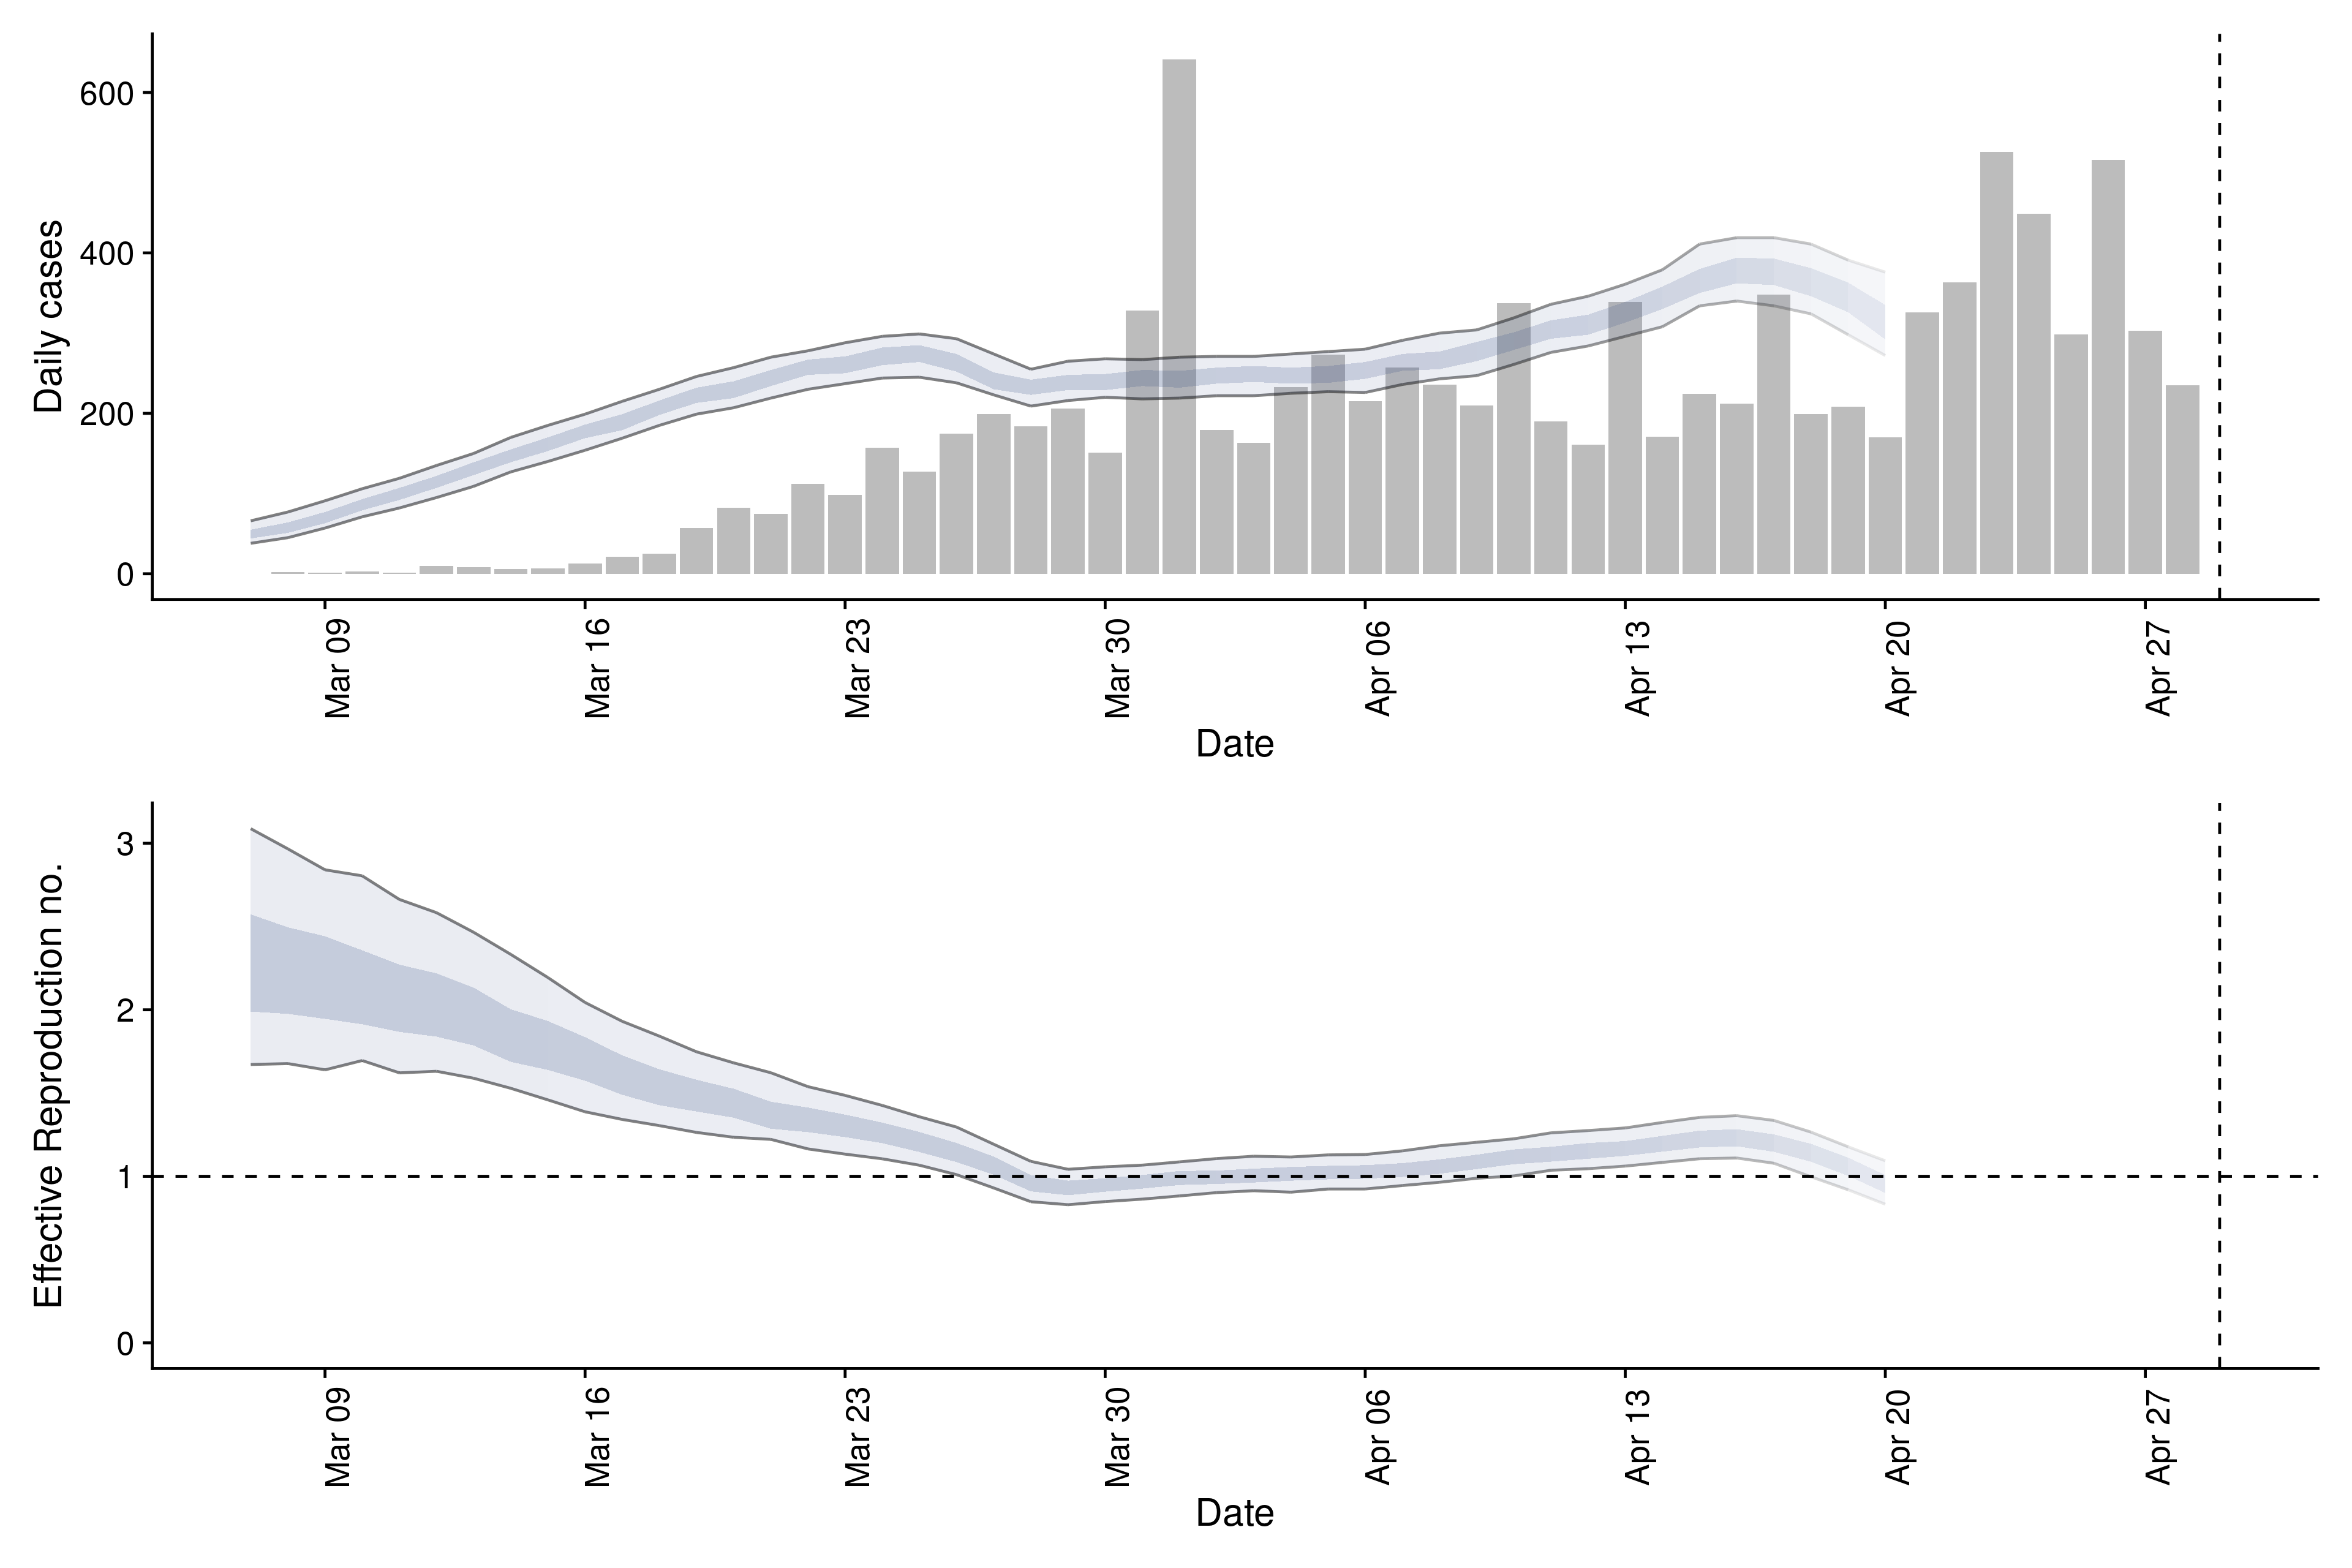 Daily cases
600
400
200
0
Mar 09
Mar 16
Mar 23
Mar 30
Apr 06
Apr 13
Apr 20
Apr 27
Date
Effective Reproduction no.
3
2
1
0
Mar 09
Mar 16
Mar 23
Mar 30
Apr 06
Apr 13
Apr 20
Apr 27
Date